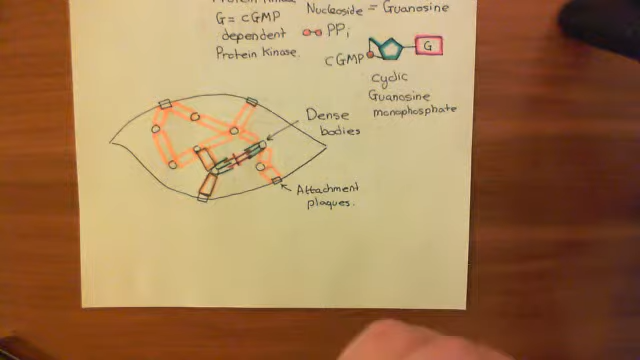 Protein Kinase
G = cGMP
dependent
Protein Kinase.
Nucleoside = Guanosine
PPi
cGMP
G
cyclic
Guanosine
monophosphate
Dense
bodies
Attachment
plaques.